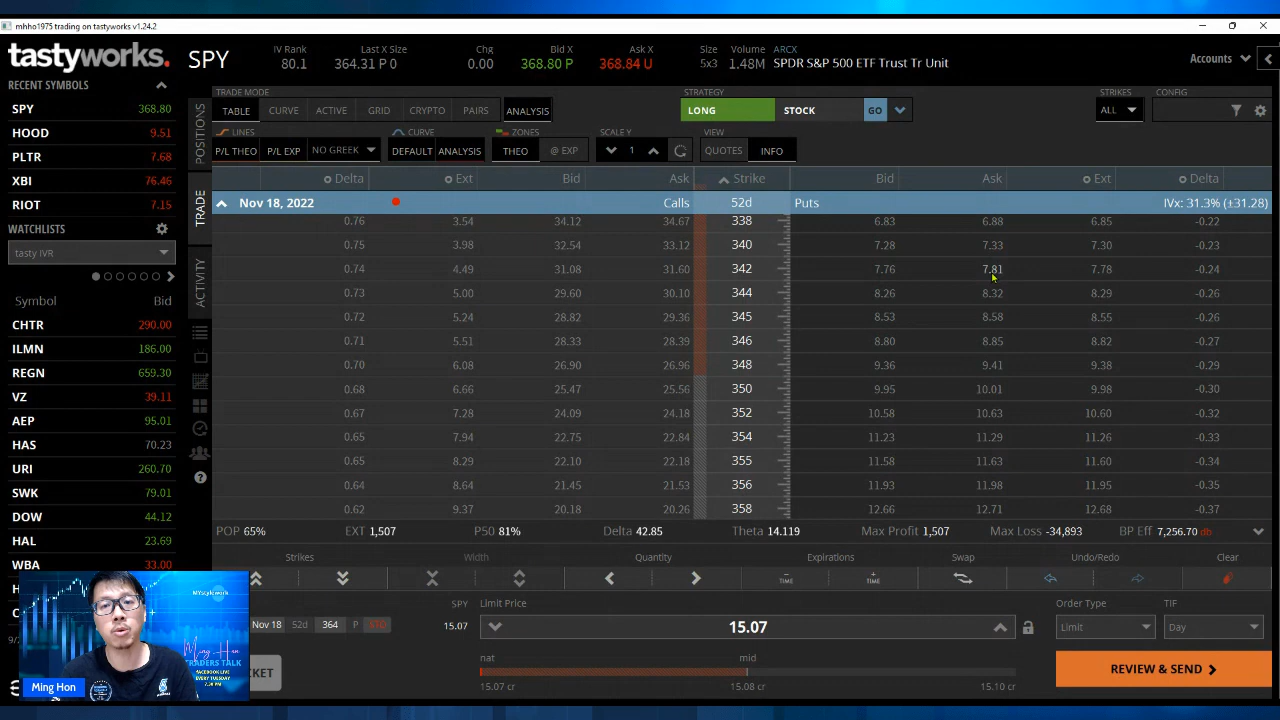 mhho1975 trading on tastyworks v1.24.2
tastyworks.
SPY
IV Rank Last X Size Chg Bid X Ask X Size Volume ARCX
80.1 364.31 P 0 0.00 368.80 P 368.84 U 5x3 1.48M SPDR S&P 500 ETF Trust Tr Unit
Accounts
RECENT SYMBOLS
SPY 368.80
HOOD 9.51
PLTR 7.68
XBI 76.46
RIOT 7.15
WATCHLISTS
tasty IVR
Symbol Bid
CHTR 290.00
ILMN 186.00
REGN 659.30
VZ 39.11
AEP 95.01
HAS 70.23
URI 260.70
SWK 79.01
DOW 44.12
HAL 23.69
WBA 33.00
POSITIONS
TRADE
ACTIVITY
TRADE MODE
TABLE CURVE ACTIVE GRID CRYPTO PAIRS ANALYSIS
STRATEGY
LONG STOCK GO
STRIKES
ALL
CONFIG
LINES CURVE ZONES SCALE Y VIEW
P/L THEO P/L EXP NO GREEK DEFAULT ANALYSIS THEO @ EXP 1 QUOTES INFO
Delta Ext Bid Ask Strike Bid Ask Ext Delta
Nov 18, 2022 Calls 52d Puts IVx: 31.3% (±31.28)
0.76 3.54 34.12 34.67 338 6.83 6.88 6.85 -0.22
0.75 3.98 32.54 33.12 340 7.28 7.33 7.30 -0.23
0.74 4.49 31.08 31.60 342 7.76 7.81 7.78 -0.24
0.73 5.00 29.60 30.10 344 8.26 8.32 8.29 -0.26
0.72 5.24 28.82 29.36 345 8.53 8.58 8.55 -0.26
0.71 5.51 28.33 28.39 346 8.80 8.85 8.82 -0.27
0.70 6.08 26.90 26.96 348 9.36 9.41 9.38 -0.29
0.68 6.66 25.47 25.56 350 9.95 10.01 9.98 -0.30
0.67 7.28 24.09 24.18 352 10.58 10.63 10.60 -0.32
0.65 7.94 22.75 22.84 354 11.23 11.29 11.26 -0.33
0.65 8.29 22.10 22.18 355 11.58 11.63 11.60 -0.34
0.64 8.64 21.45 21.53 356 11.93 11.98 11.95 -0.35
0.62 9.37 20.18 20.26 358 12.66 12.71 12.68 -0.37
POP 65% EXT 1,507 P50 81% Delta 42.85 Theta 14.119 Max Profit 1,507 Max Loss -34,893 BP Eff 7,256.70 db
Strikes Width Quantity Expirations Swap Undo/Redo Clear
TIME TIME
SPY Limit Price Order Type TIF
Nov 18 52d 364 P STO 15.07 15.07 Limit Day
nat mid
15.07 cr 15.08 cr 15.10 cr
REVIEW & SEND
MYstylework
Ming Hon
TRADERS TALK
FACEBOOK LIVE
EVERY TUESDAY
Ming Hon